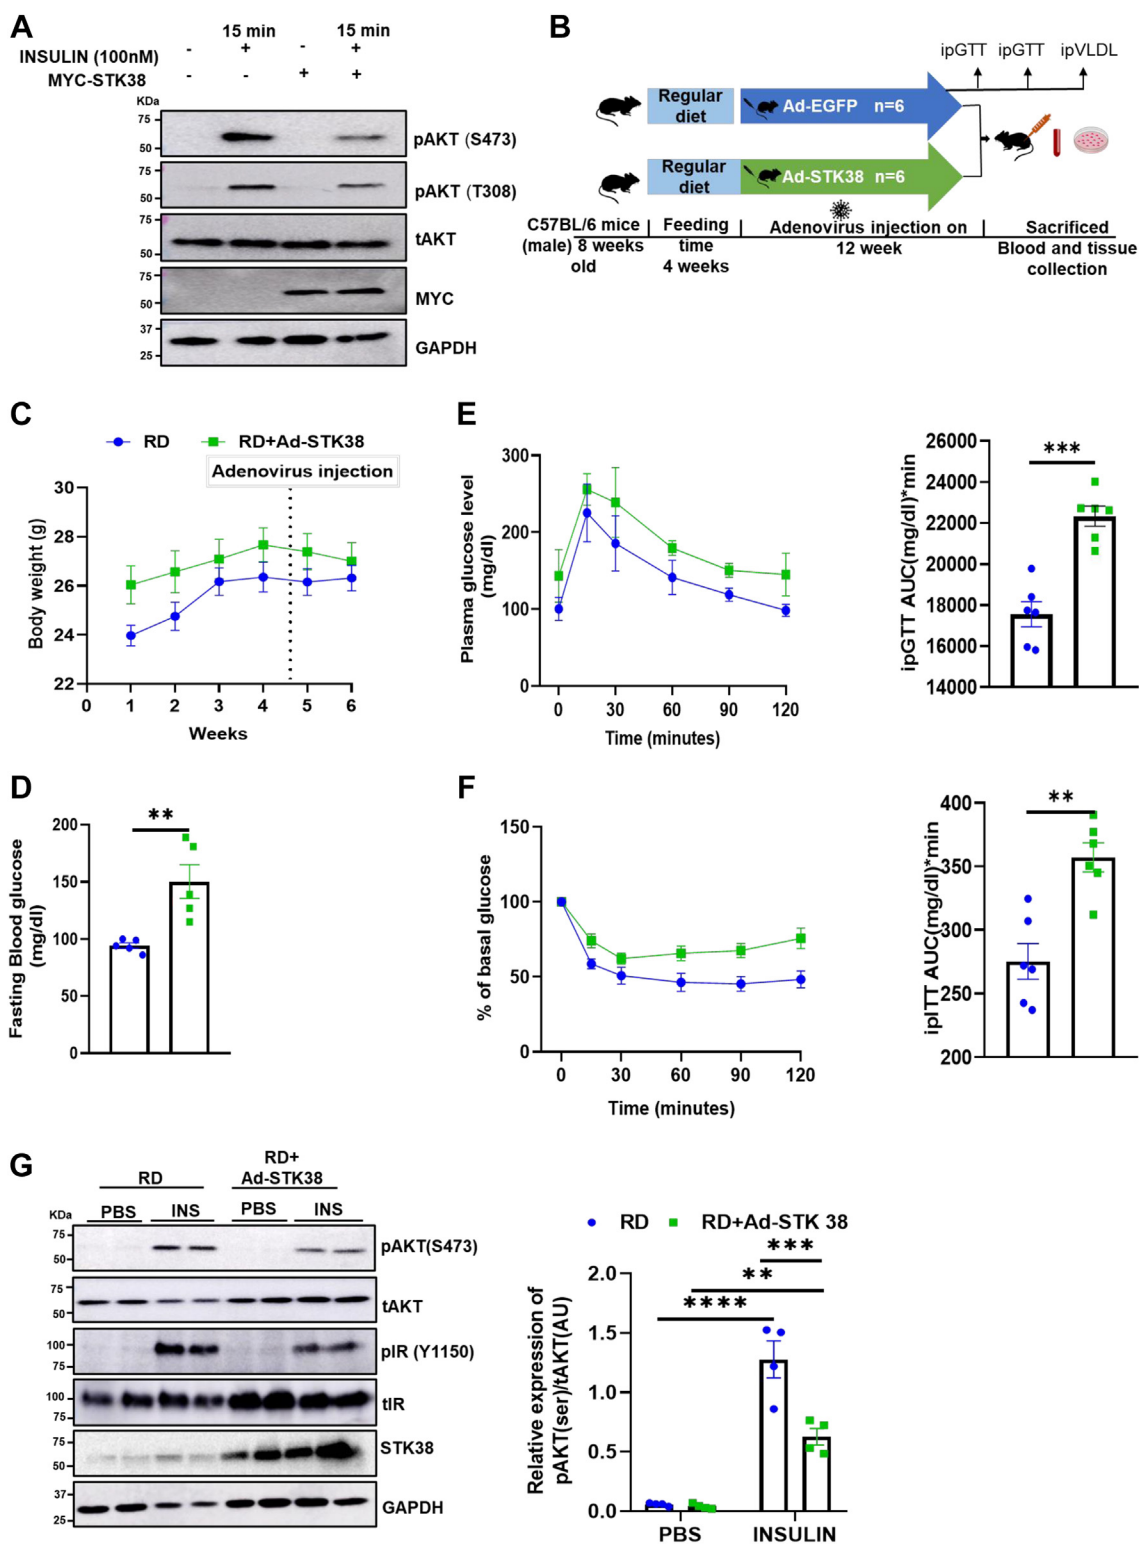 A
15 min 15 min
INSULIN (100nM) - + - +
MYC-STK38 - - + +
KDa
75
50
pAKT (S473)
75
50
pAKT (T308)
75
50
tAKT
75
50
MYC
37
25
GAPDH
B
ipGTT ipGTT ipVLDL
Regular diet
Ad-EGFP n=6
Regular diet
Ad-STK38 n=6
C57BL/6 mice (male) 8 weeks old
Feeding time 4 weeks
Adenovirus injection on 12 week
Sacrificed Blood and tissue collection
C
RD RD+Ad-STK38
Adenovirus injection
Body weight (g)
30
28
26
24
22
0 1 2 3 4 5 6
Weeks
D
**
Fasting Blood glucose (mg/dl)
200
150
100
50
0
E
Plasma glucose level (mg/dl)
300
200
100
0
0 30 60 90 120
Time (minutes)
***
ipGTT AUC(mg/dl)*min
26000
24000
22000
20000
18000
16000
14000
F
% of basal glucose
150
100
50
0
0 30 60 90 120
Time (minutes)
**
ipITT AUC(mg/dl)*min
400
350
300
250
200
G
RD RD+ Ad-STK38
KDa PBS INS PBS INS
75
50
pAKT(S473)
75
50
tAKT
100
75
pIR (Y1150)
100
75
tIR
75
50
STK38
37
25
GAPDH
RD RD+Ad-STK 38
***
**
****
Relative expression of pAKT(ser)/tAKT(AU)
2.0
1.5
1.0
0.5
0.0
PBS INSULIN